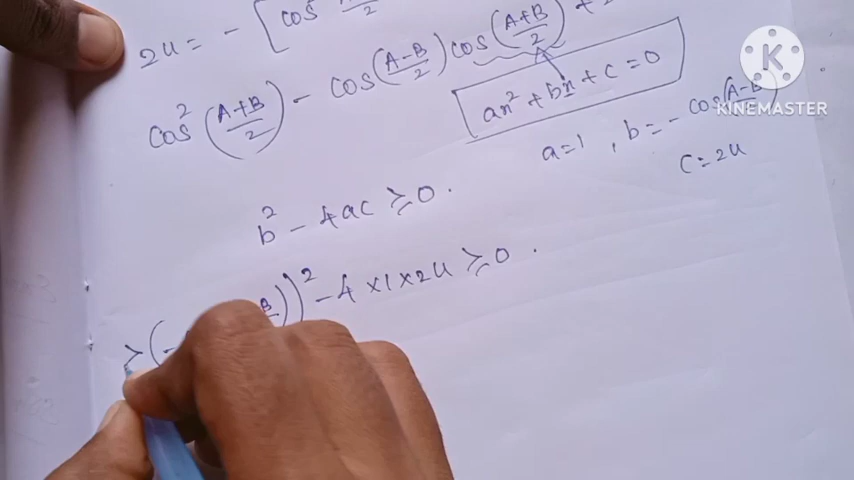 2u = - [cos
cos² (A+B/2) - cos(A-B/2) cos(A+B/2) +
ax² + bx + c = 0
KINEMASTER
a=1, b= - cos(A-B
c=2u
b² - 4ac ≥ 0.
))² - 4 × 1 × 2u ≥ 0.